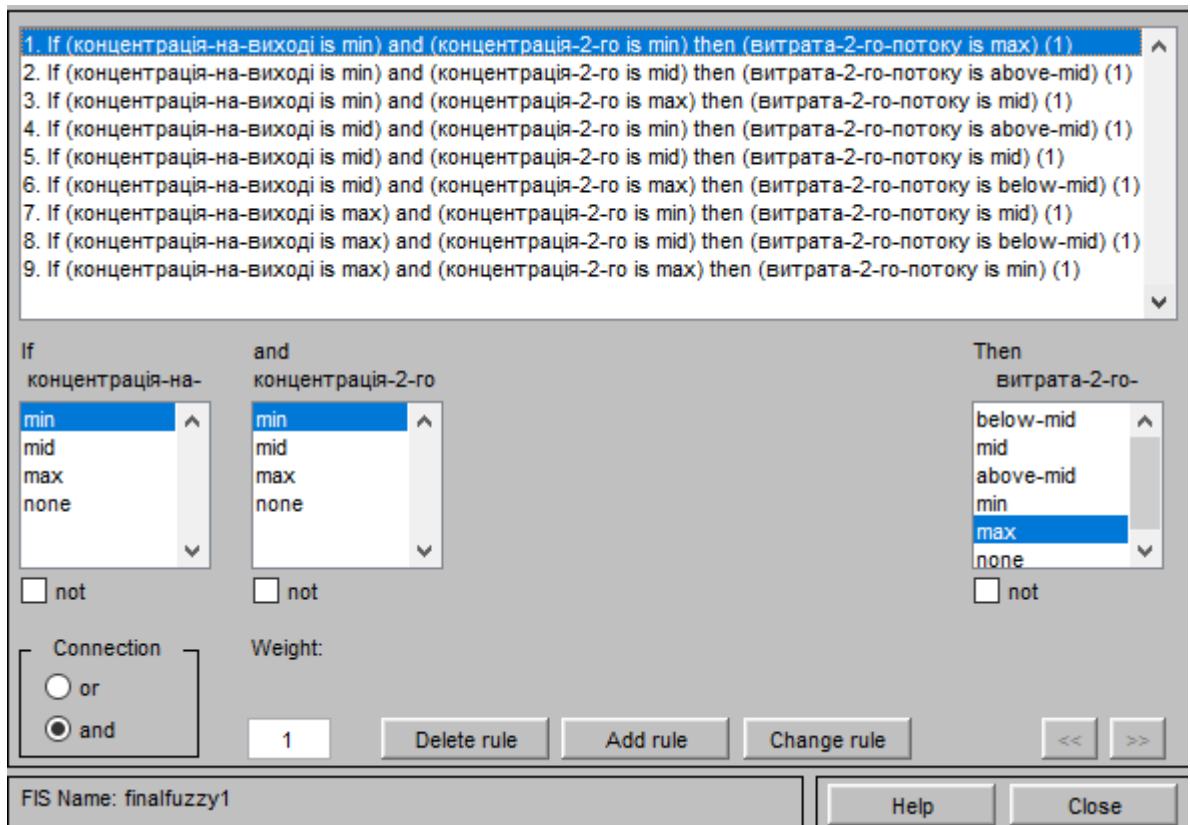 1. If (концентрація-на-виході is min) and (концентрація-2-го is min) then (витрата-2-го-потоку is max) (1)
2. If (концентрація-на-виході is min) and (концентрація-2-го is mid) then (витрата-2-го-потоку is above-mid) (1)
3. If (концентрація-на-виході is min) and (концентрація-2-го is max) then (витрата-2-го-потоку is mid) (1)
4. If (концентрація-на-виході is mid) and (концентрація-2-го is min) then (витрата-2-го-потоку is above-mid) (1)
5. If (концентрація-на-виході is mid) and (концентрація-2-го is mid) then (витрата-2-го-потоку is mid) (1)
6. If (концентрація-на-виході is mid) and (концентрація-2-го is max) then (витрата-2-го-потоку is below-mid) (1)
7. If (концентрація-на-виході is max) and (концентрація-2-го is min) then (витрата-2-го-потоку is mid) (1)
8. If (концентрація-на-виході is max) and (концентрація-2-го is mid) then (витрата-2-го-потоку is below-mid) (1)
9. If (концентрація-на-виході is max) and (концентрація-2-го is max) then (витрата-2-го-потоку is min) (1)
If
концентрація-на-
min
mid
max
none
not
and
концентрація-2-го
min
mid
max
none
not
Then
витрата-2-го-
below-mid
mid
above-mid
min
max
none
not
Connection
or
and
Weight:
1
Delete rule
Add rule
Change rule
<<
>>
FIS Name: finalfuzzy1
Help
Close